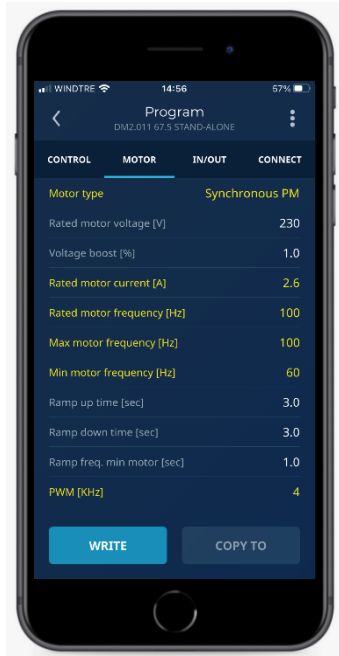 WINDTRE 14:56 57%
Program
DM2.011 67.5 STAND-ALONE
CONTROL MOTOR IN/OUT CONNECT
Motor type Synchronous PM
Rated motor voltage [V] 230
Voltage boost [%] 1.0
Rated motor current [A] 2.6
Rated motor frequency [Hz] 100
Max motor frequency [Hz] 100
Min motor frequency [Hz] 60
Ramp up time [sec] 3.0
Ramp down time [sec] 3.0
Ramp freq. min motor [sec] 1.0
PWM [KHz] 4
WRITE COPY TO